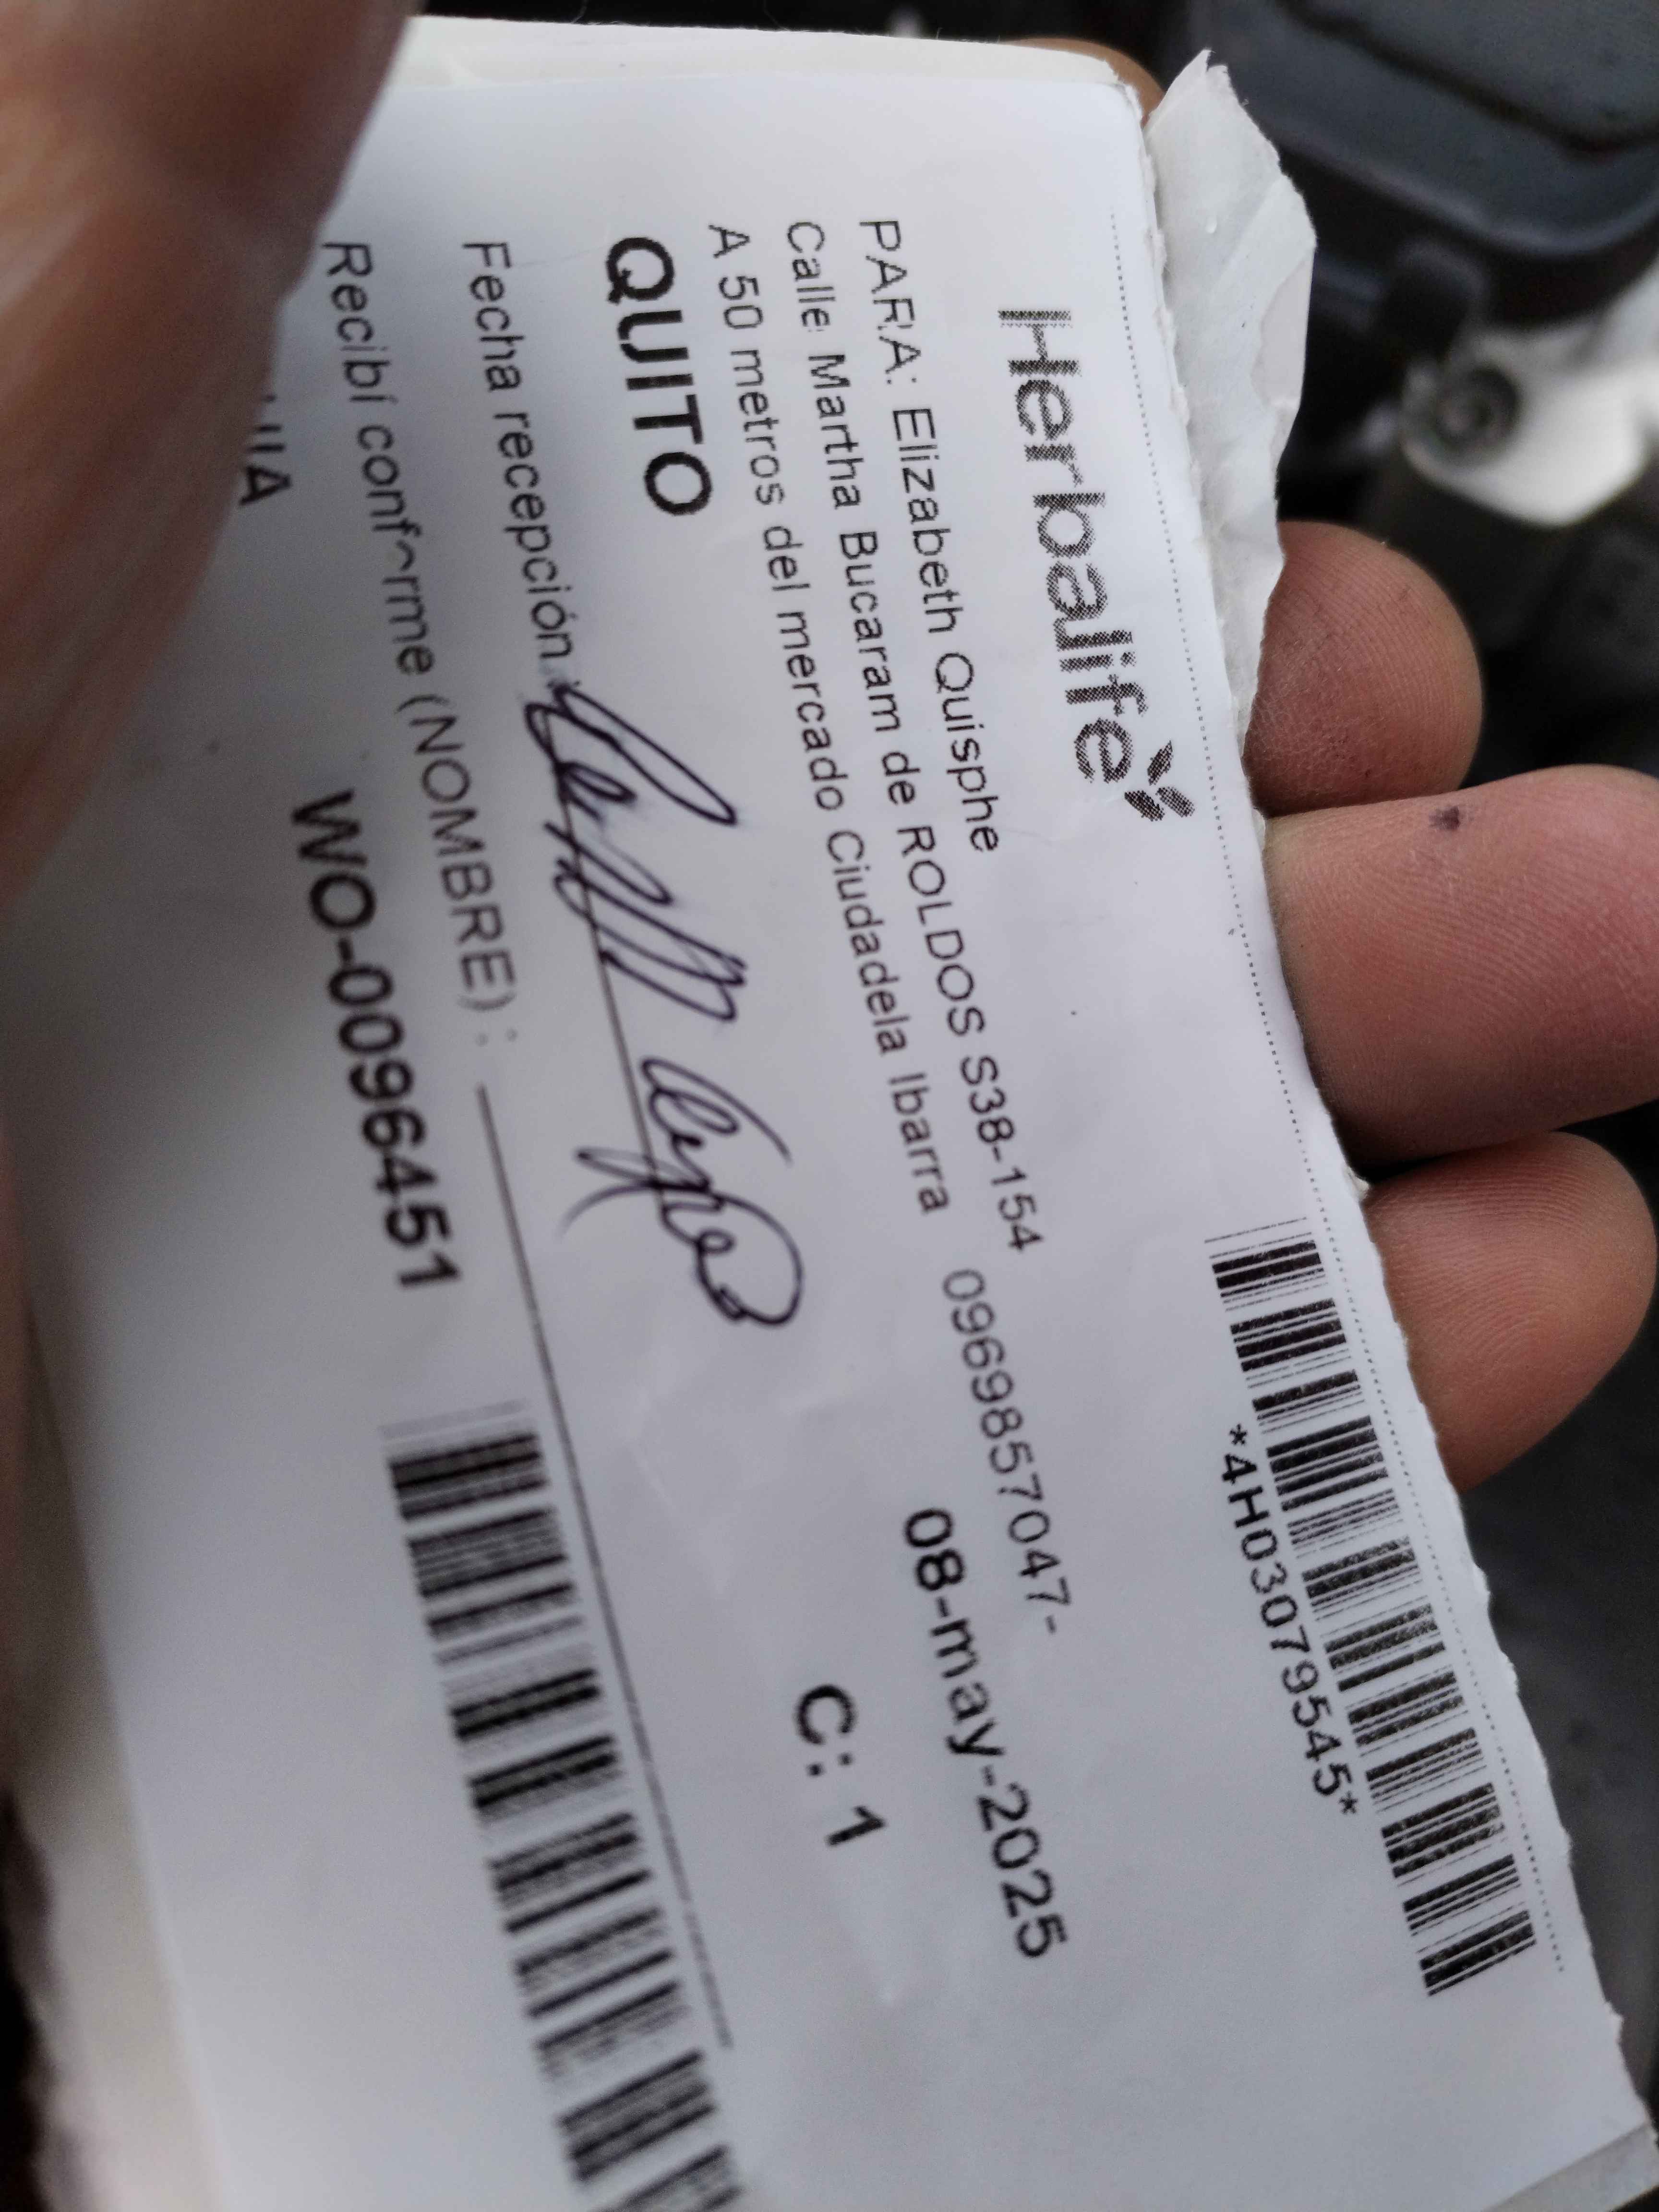 Herbalife
*4H03079545*
PARA: Elizabeth Quisphe
Calle Martha Bucaram de ROLDOS S38-154 0969857047-
A 50 metros del mercado Ciudadela Ibarra
08-may-2025
QUITO
C: 1
Fecha recepción
Recibí conforme (NOMBRE):
WO-0096451